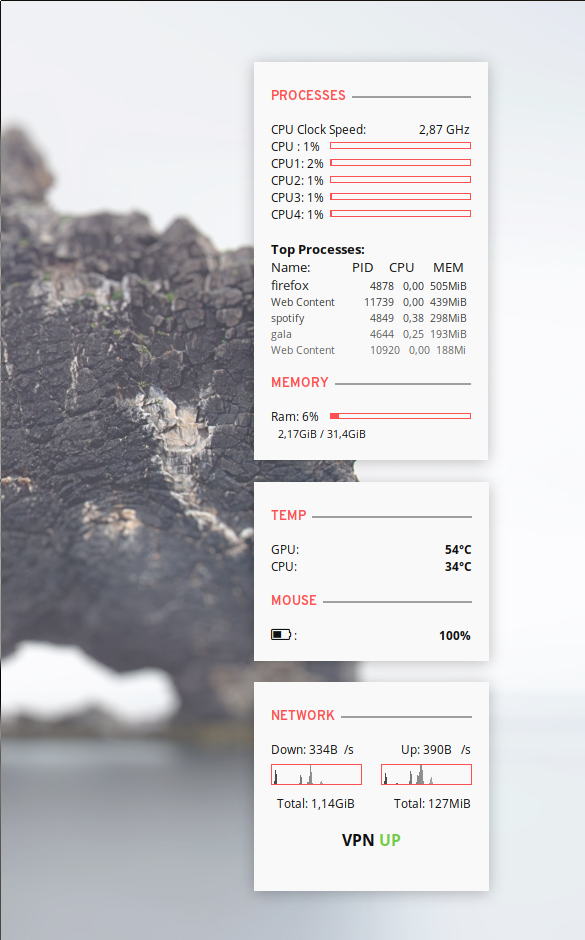 PROCESSES
CPU Clock Speed: 2,87 GHz
CPU : 1%
CPU1: 2%
CPU2: 1%
CPU3: 1%
CPU4: 1%
Top Processes:
Name: PID CPU MEM
firefox 4878 0,00 505MiB
Web Content 11739 0,00 439MiB
spotify 4849 0,38 298MiB
gala 4644 0,25 193MiB
Web Content 10920 0,00 188Mi
MEMORY
Ram: 6%
2,17GiB / 31,4GiB
TEMP
GPU: 54°C
CPU: 34°C
MOUSE
: 100%
NETWORK
Down: 334B /s Up: 390B /s
Total: 1,14GiB Total: 127MiB
VPN UP